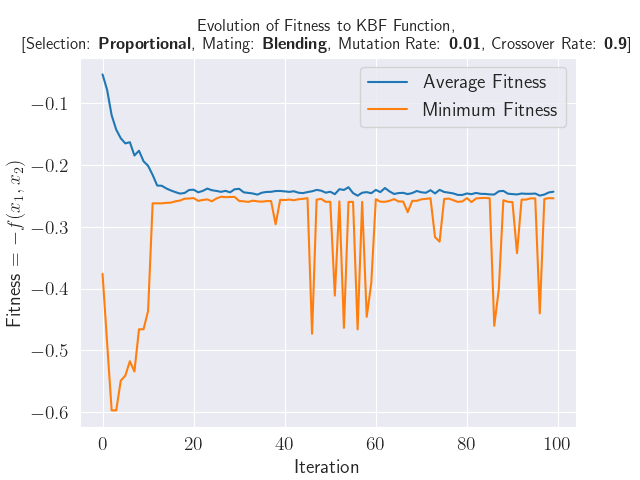 Evolution of Fitness to KBF Function,
[Selection: Proportional, Mating: Blending, Mutation Rate: 0.01, Crossover Rate: 0.9]
Average Fitness
Minimum Fitness
−0.1
−0.2
−0.3
−0.4
−0.5
−0.6
Fitness = −f(x₁, x₂)
0 20 40 60 80 100
Iteration